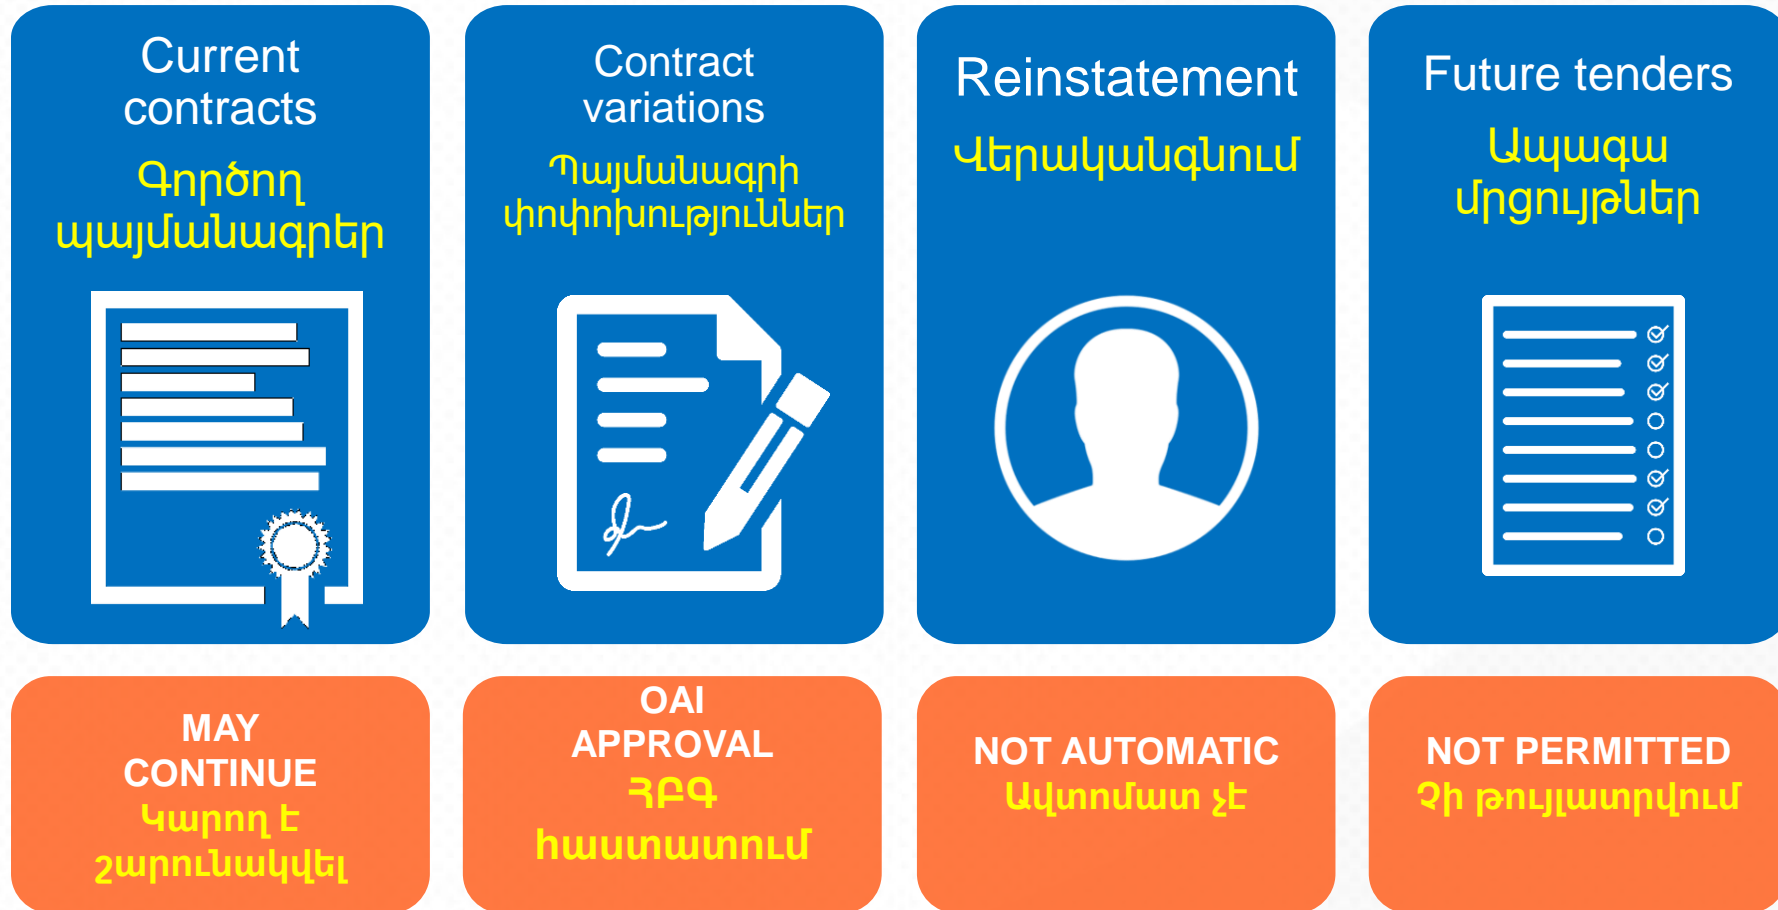 Current
contracts
Գործող
պայմանագրեր
Contract
variations
Պայմանագրի
փոփոխություններ
Reinstatement
Վերականգնում
Future tenders
Ապագա
մրցույթներ
MAY
CONTINUE
Կարող է
շարունակվել
OAI
APPROVAL
ՀԲԳ
հաստատում
NOT AUTOMATIC
Ավտոմատ չէ
NOT PERMITTED
Չի թույլատրվում